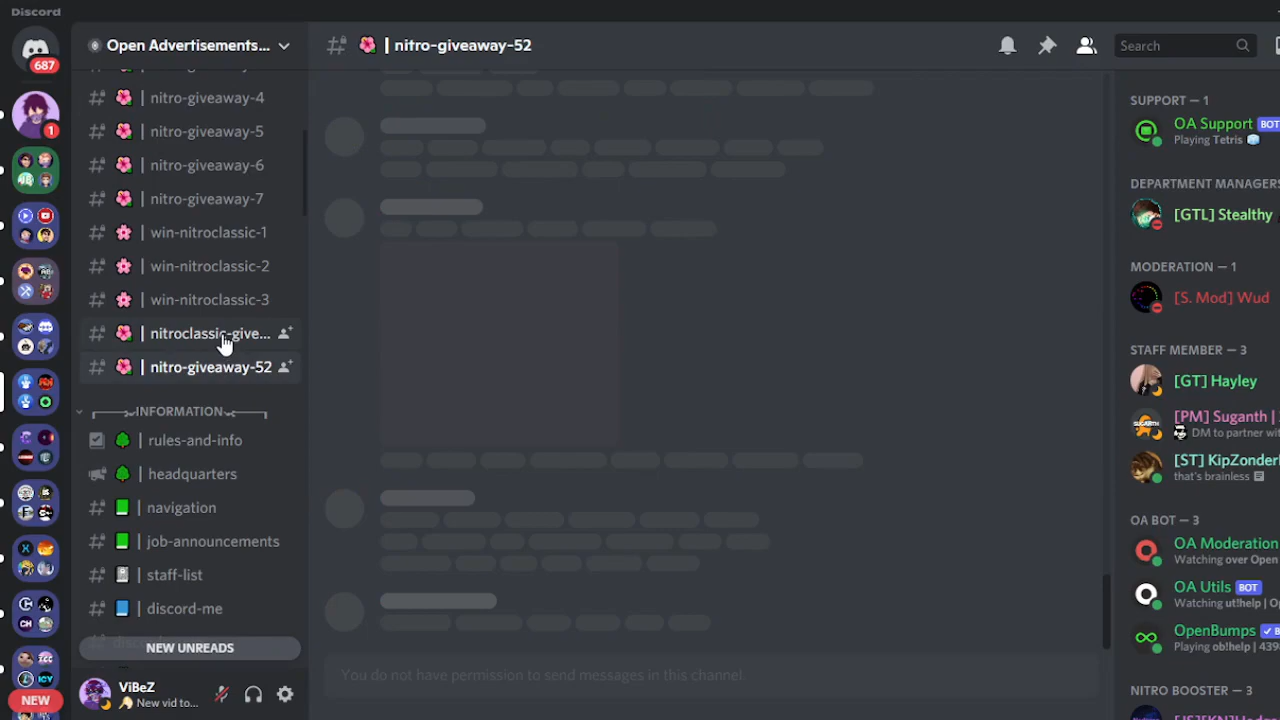 Discord
687
1
NEW
Open Advertisements...
nitro-giveaway-4
nitro-giveaway-5
nitro-giveaway-6
nitro-giveaway-7
win-nitroclassic-1
win-nitroclassic-2
win-nitroclassic-3
nitroclassic-give...
nitro-giveaway-52
INFORMATION
rules-and-info
headquarters
navigation
job-announcements
staff-list
discord-me
NEW UNREADS
ViBeZ
New vid to...
| nitro-giveaway-52
You do not have permission to send messages in this channel.
Search
SUPPORT — 1
OA Support BOT
Playing Tetris
DEPARTMENT MANAGERS
[GTL] Stealthy
MODERATION — 1
[S. Mod] Wud
STAFF MEMBER — 3
[GT] Hayley
[PM] Suganth |
DM to partner wit
[ST] KipZonderl
that's brainless
OA BOT — 3
OA Moderation
Watching over Open
OA Utils BOT
Watching ut!help | O
OpenBumps
Playing ob!help | 439
NITRO BOOSTER — 3